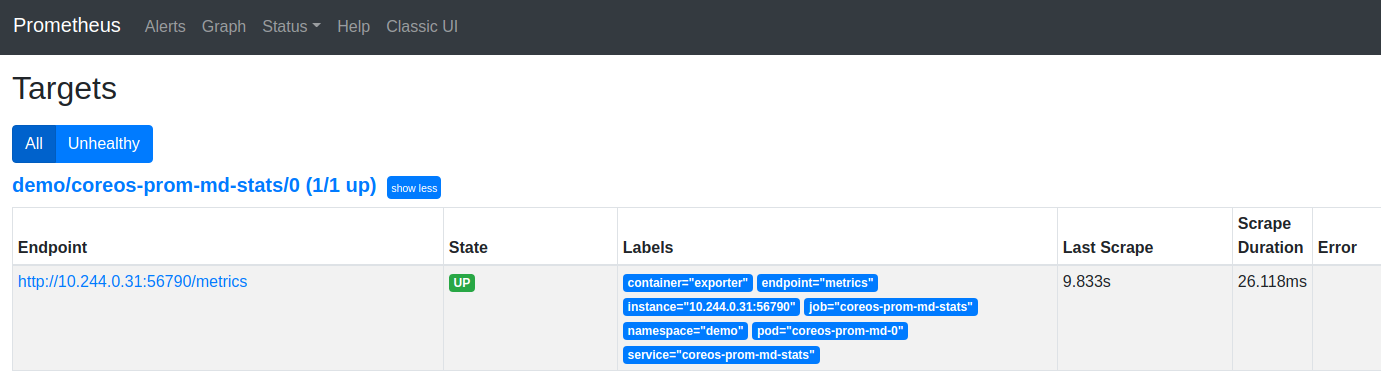 Prometheus Alerts Graph Status Help Classic UI
Targets
All Unhealthy
demo/coreos-prom-md-stats/0 (1/1 up) show less
Endpoint State Labels Last Scrape Scrape Duration Error
http://10.244.0.31:56790/metrics UP container="exporter" endpoint="metrics" 9.833s 26.118ms
instance="10.244.0.31:56790" job="coreos-prom-md-stats"
namespace="demo" pod="coreos-prom-md-0"
service="coreos-prom-md-stats"